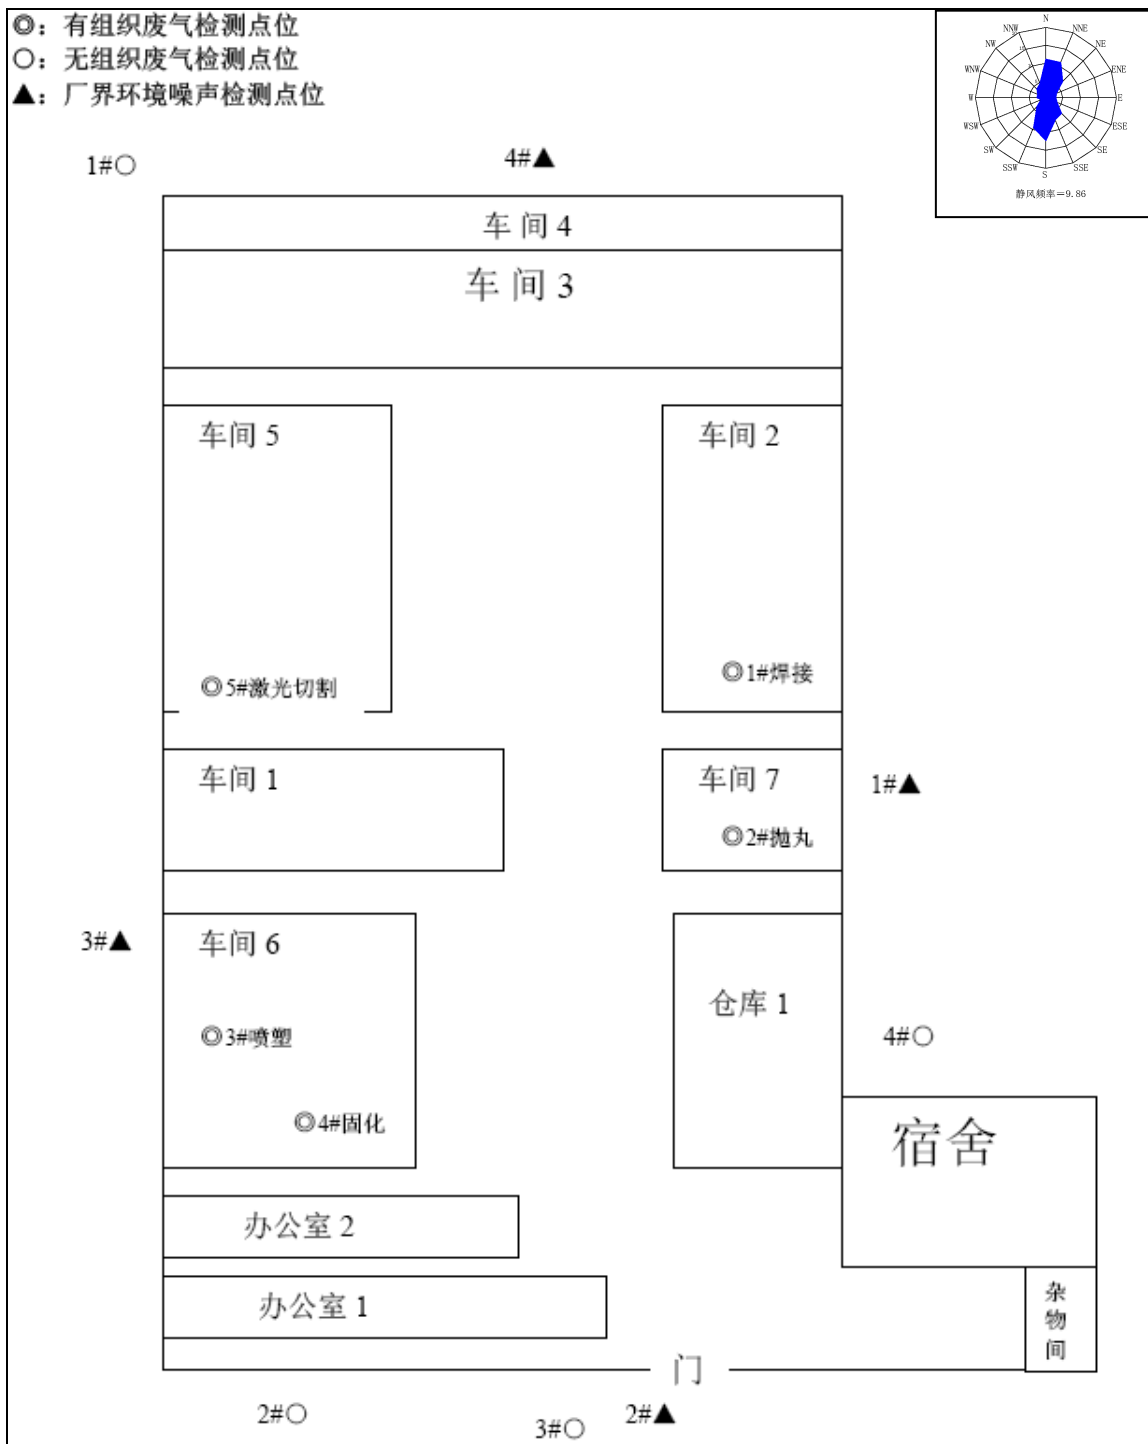 ◎：有组织废气检测点位
○：无组织废气检测点位
▲：厂界环境噪声检测点位
N
NNW
NNE
NW
NE
WNW
ENE
W
E
WSW
ESE
SW
SE
SSW
SSE
S
静风频率=9.86
1#○
4#▲
车间4
车间3
车间5
车间2
◎5#激光切割
◎1#焊接
车间1
车间7
1#▲
◎2#抛丸
3#▲
车间6
仓库1
◎3#喷塑
4#○
◎4#固化
宿舍
办公室2
办公室1
杂物间
门
2#○
3#○
2#▲